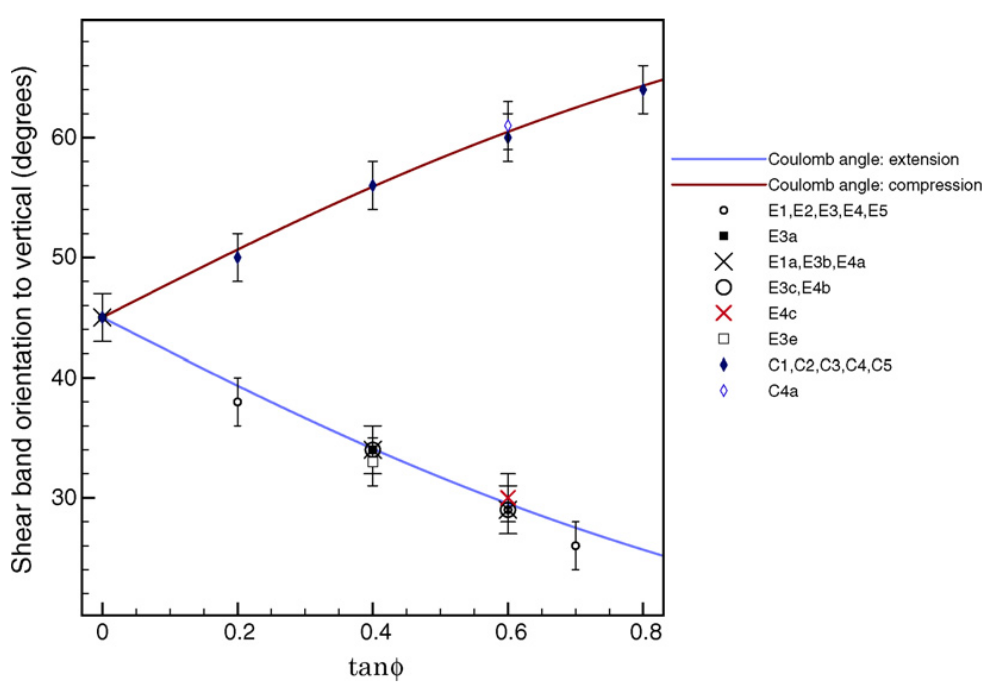 Shear band orientation to vertical (degrees)
60
50
40
30
0 0.2 0.4 0.6 0.8
tanϕ
Coulomb angle: extension
Coulomb angle: compression
E1,E2,E3,E4,E5
E3a
E1a,E3b,E4a
E3c,E4b
E4c
E3e
C1,C2,C3,C4,C5
C4a